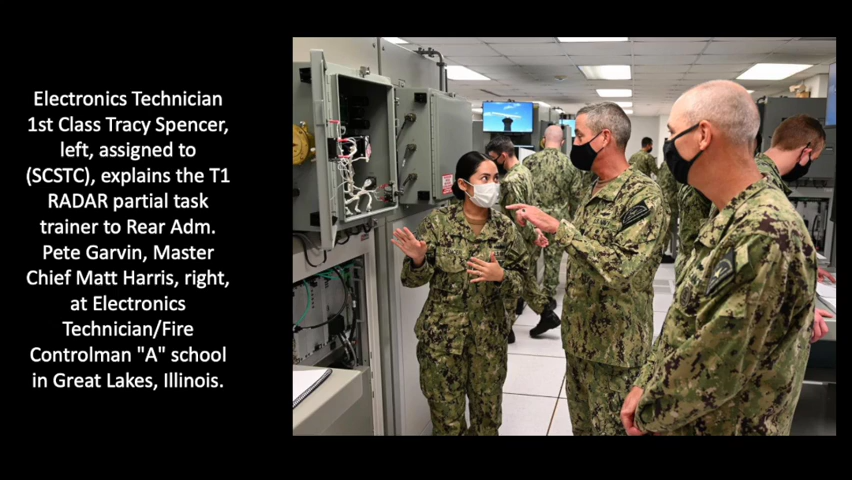 Electronics Technician
1st Class Tracy Spencer,
left, assigned to
(SCSTC), explains the T1
RADAR partial task
trainer to Rear Adm.
Pete Garvin, Master
Chief Matt Harris, right,
at Electronics
Technician/Fire
Controlman "A" school
in Great Lakes, Illinois.